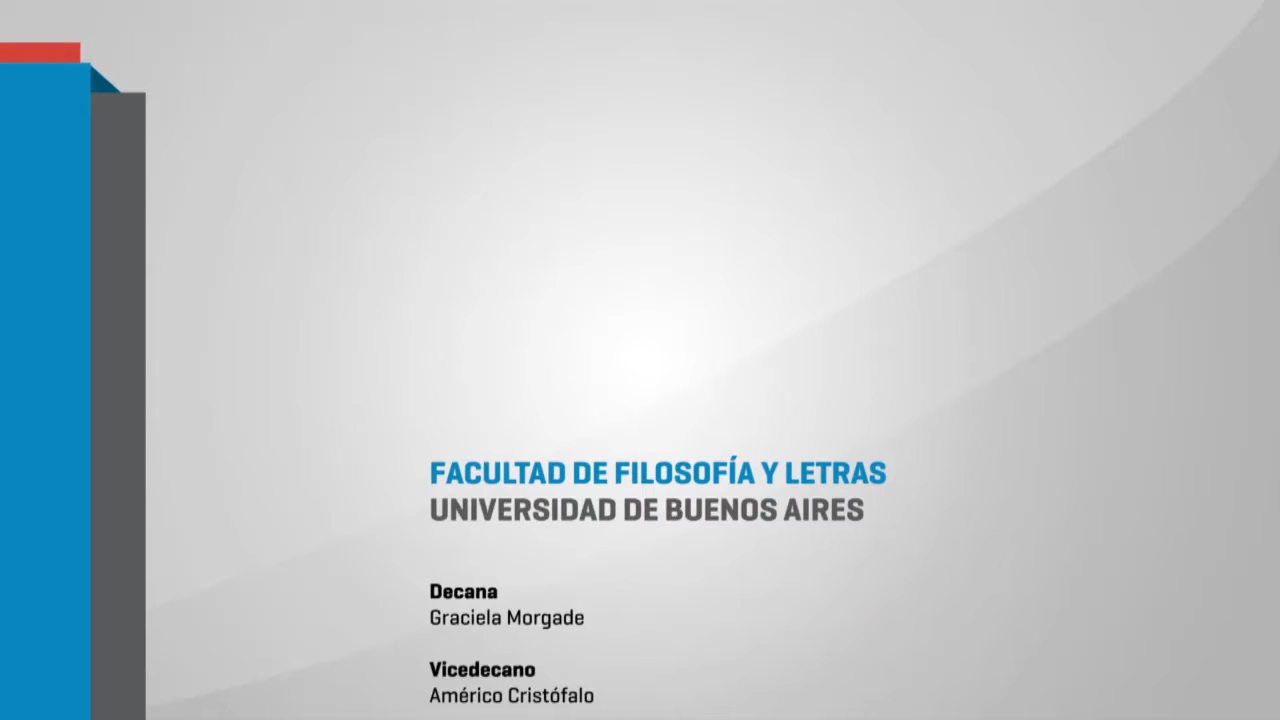 FACULTAD DE FILOSOFÍA Y LETRAS
UNIVERSIDAD DE BUENOS AIRES
Decana
Graciela Morgade
Vicedecano
Américo Cristófalo